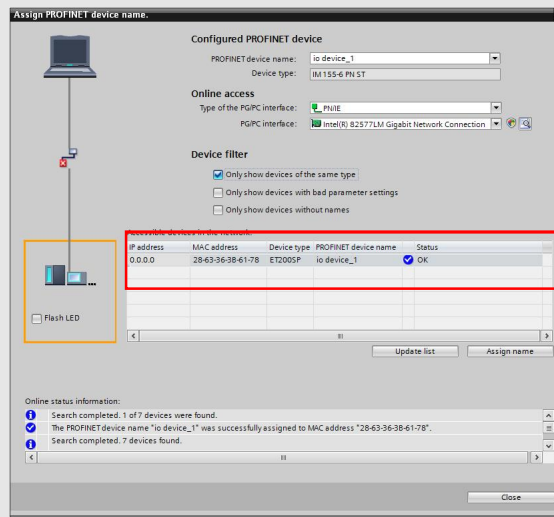 Assign PROFINET device name.
Configured PROFINET device
PROFINET device name: io device_1
Device type: IM 155-6 PN ST
Online access
Type of the PG/PC interface: PN/IE
PG/PC interface: Intel(R) 82577LM Gigabit Network Connection
Device filter
Only show devices of the same type
Only show devices with bad parameter settings
Only show devices without names
Accessible devices in the network:
IP address MAC address Device type PROFINET device name Status
0.0.0.0 28-63-36-3B-61-78 ET200SP io device_1 OK
Flash LED
Update list Assign name
Online status information:
Search completed. 1 of 7 devices were found.
The PROFINET device name "io device_1" was successfully assigned to MAC address "28-63-36-3B-61-78".
Search completed. 7 devices found.
Close